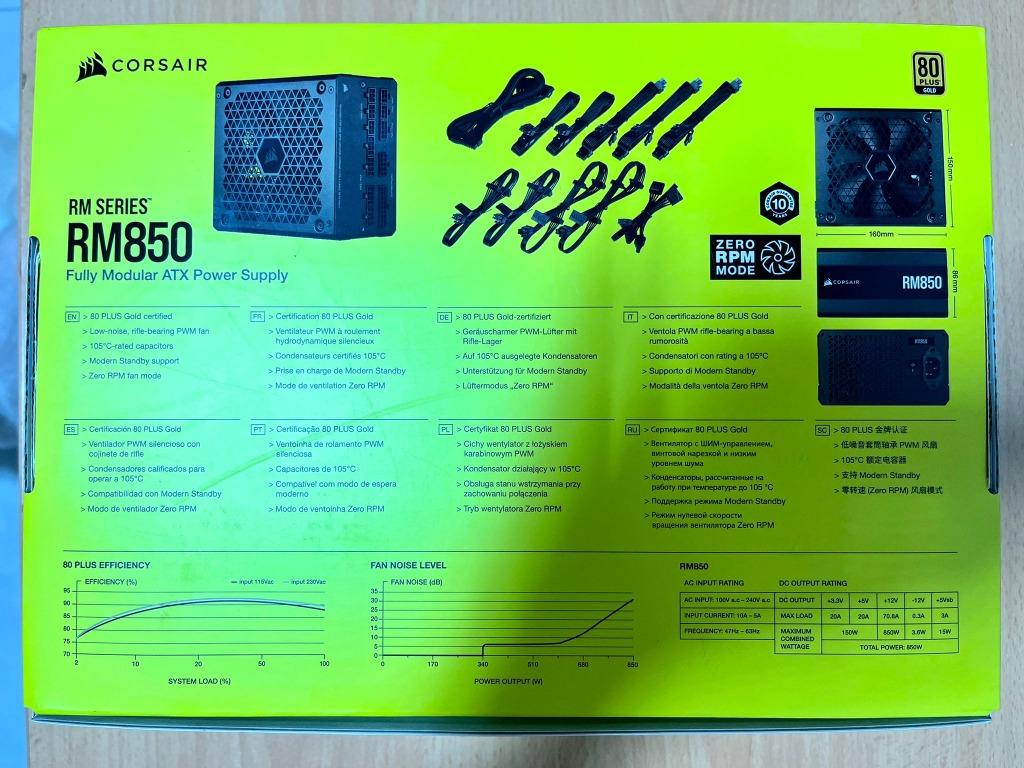 CORSAIR
80
PLUS
GOLD
RM SERIES™
RM850
Fully Modular ATX Power Supply
10
YEARS
ZERO
RPM
MODE
150mm
160mm
CORSAIR
RM850
86mm
EN > 80 PLUS Gold certified
> Low-noise, rifle-bearing PWM fan
> 105°C-rated capacitors
> Modern Standby support
> Zero RPM fan mode
FR > Certification 80 PLUS Gold
> Ventilateur PWM à roulement
hydrodynamique silencieux
> Condensateurs certifiés 105°C
> Prise en charge de Modern Standby
> Mode de ventilation Zero RPM
DE > 80 PLUS Gold-zertifiziert
> Geräuscharmer PWM-Lüfter mit
Rifle-Lager
> Auf 105°C ausgelegte Kondensatoren
> Unterstützung für Modern Standby
> Lüftermodus „Zero RPM“
IT > Con certificazione 80 PLUS Gold
> Ventola PWM rifle-bearing a bassa
rumorosità
> Condensatori con rating a 105°C
> Supporto di Modern Standby
> Modalità della ventola Zero RPM
ES > Certificación 80 PLUS Gold
> Ventilador PWM silencioso con
cojinete de rifle
> Condensadores calificados para
operar a 105°C
> Compatibilidad con Modern Standby
> Modo de ventilador Zero RPM
PT > Certificação 80 PLUS Gold
> Ventoinha de rolamento PWM
silenciosa
> Capacitores de 105°C
> Compatível com modo de espera
moderno
> Modo de ventoinha Zero RPM
PL > Certyfikat 80 PLUS Gold
> Cichy wentylator z łożyskiem
karabinowym PWM
> Kondensator działający w 105°C
> Obsługa stanu wstrzymania przy
zachowaniu połączenia
> Tryb wentylatora Zero RPM
RU > Сертификат 80 PLUS Gold
> Вентилятор с ШИМ-управлением,
винтовой нарезкой и низким
уровнем шума
> Конденсаторы, рассчитанные на
работу при температуре до 105 °C
> Поддержка режима Modern Standby
> Режим нулевой скорости
вращения вентилятора Zero RPM
SC > 80 PLUS 金牌认证
> 低噪音套筒轴承 PWM 风扇
> 105°C 额定电容器
> 支持 Modern Standby
> 零转速 (Zero RPM) 风扇模式
80 PLUS EFFICIENCY
EFFICIENCY (%)
input 115Vac input 230Vac
95
90
85
80
75
70
2 10 20 50 100
SYSTEM LOAD (%)
FAN NOISE LEVEL
FAN NOISE (dB)
35
30
25
20
15
10
5
0
0 170 340 510 680 850
POWER OUTPUT (W)
RM850
AC INPUT RATING DC OUTPUT RATING
AC INPUT: 100V a.c – 240V a.c DC OUTPUT +3.3V +5V +12V -12V +5Vsb
INPUT CURRENT: 10A – 5A MAX LOAD 20A 20A 70.8A 0.3A 3A
FREQUENCY: 47Hz – 63Hz MAXIMUM COMBINED WATTAGE 150W 850W 3.6W 15W
TOTAL POWER: 850W